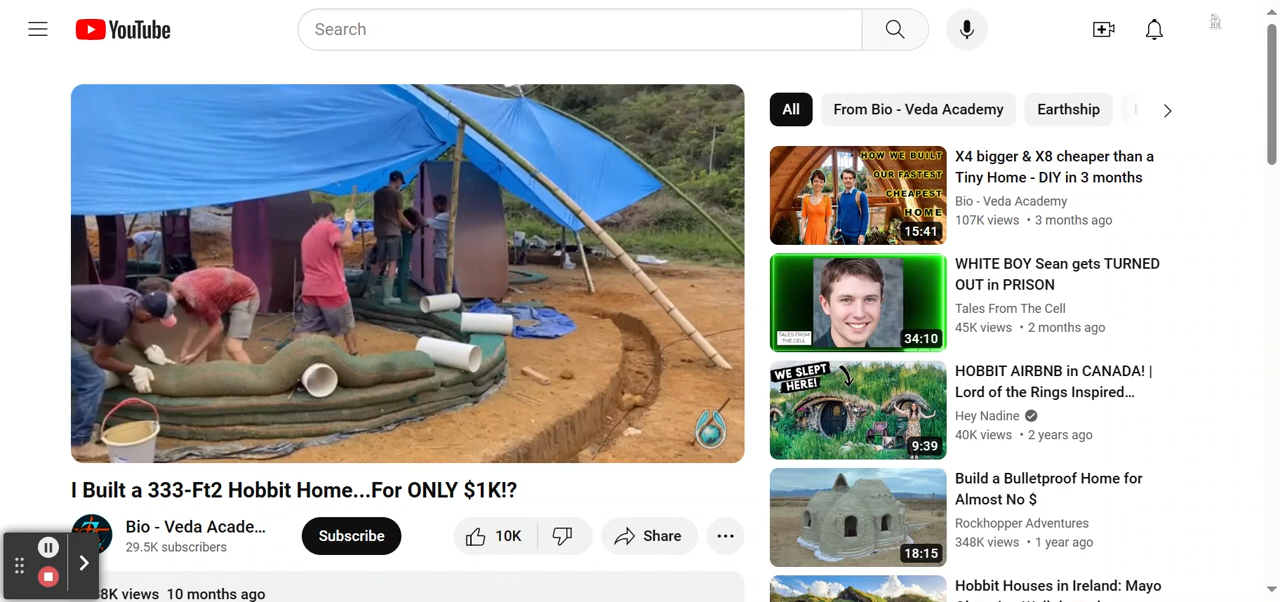 YouTube
Search
All
From Bio - Veda Academy
Earthship
HOW WE BUILT
OUR FASTEST
CHEAPEST
HOME
15:41
X4 bigger & X8 cheaper than a
Tiny Home - DIY in 3 months
Bio - Veda Academy
107K views • 3 months ago
TALES FROM
THE CELL
34:10
WHITE BOY Sean gets TURNED
OUT in PRISON
Tales From The Cell
45K views • 2 months ago
WE SLEPT
HERE!
9:39
HOBBIT AIRBNB in CANADA! |
Lord of the Rings Inspired…
Hey Nadine
40K views • 2 years ago
18:15
Build a Bulletproof Home for
Almost No $
Rockhopper Adventures
348K views • 1 year ago
Hobbit Houses in Ireland: Mayo
I Built a 333-Ft2 Hobbit Home...For ONLY $1K!?
Bio - Veda Acade…
29.5K subscribers
Subscribe
10K
Share
8K views 10 months ago